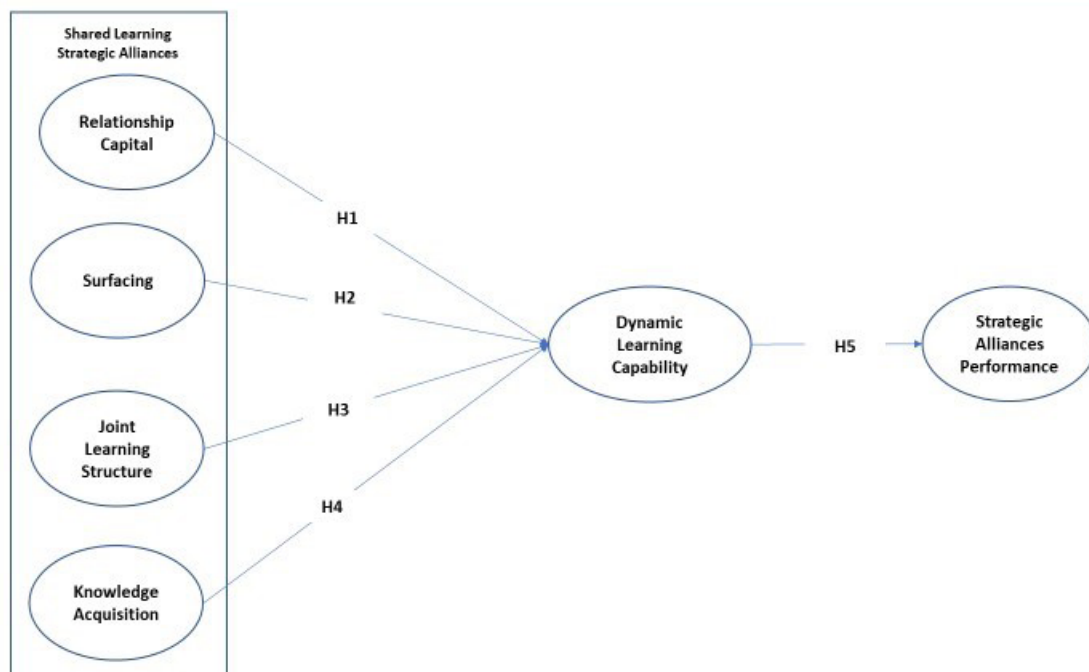 Shared Learning
Strategic Alliances
Relationship
Capital
H1
Surfacing
H2
Dynamic
Learning
Capability
H5
Strategic
Alliances
Performance
Joint
Learning
Structure
H3
H4
Knowledge
Acquisition